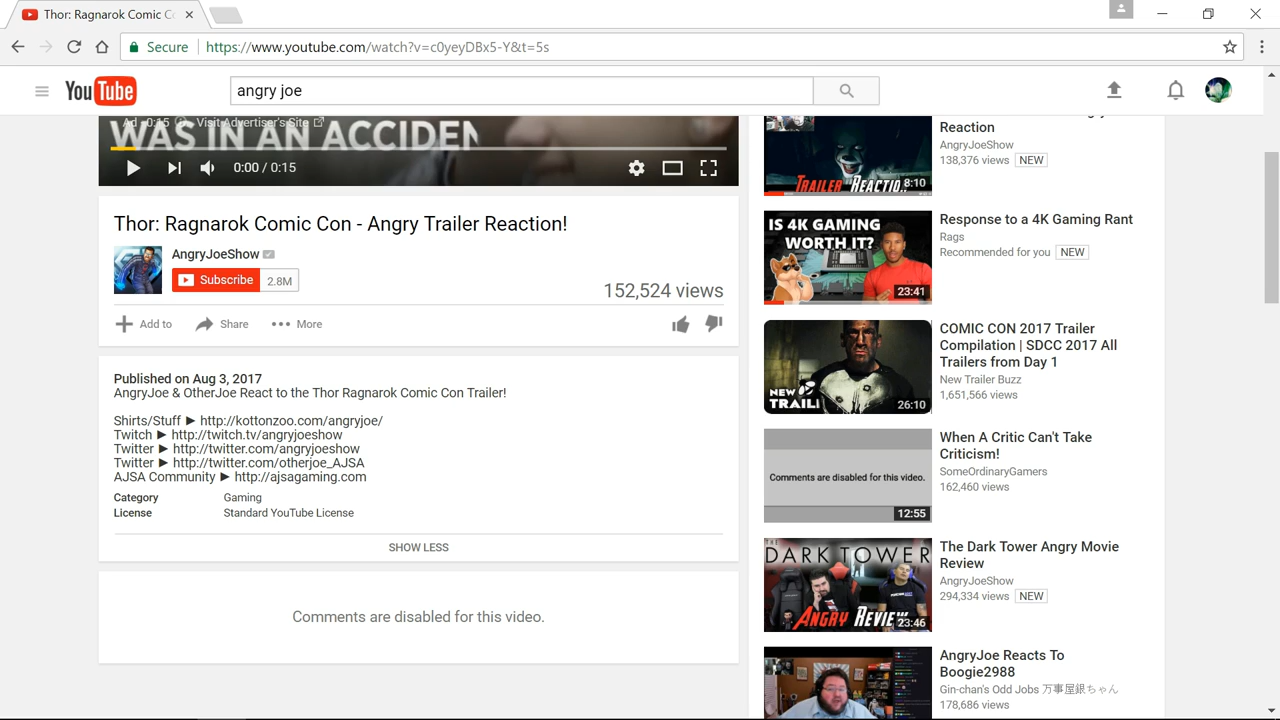 Thor: Ragnarok Comic C
Secure
https://www.youtube.com/watch?v=c0yeyDBx5-Y&t=5s
YouTube
angry joe
Visit Advertiser's Site
0:00 / 0:15
Thor: Ragnarok Comic Con - Angry Trailer Reaction!
AngryJoeShow
Subscribe 2.8M
152,524 views
Add to Share More
Published on Aug 3, 2017
AngryJoe & OtherJoe React to the Thor Ragnarok Comic Con Trailer!
Shirts/Stuff ► http://kottonzoo.com/angryjoe/
Twitch ► http://twitch.tv/angryjoeshow
Twitter ► http://twitter.com/angryjoeshow
Twitter ► http://twitter.com/otherjoe_AJSA
AJSA Community ► http://ajsagaming.com
Category Gaming
License Standard YouTube License
SHOW LESS
Comments are disabled for this video.
Reaction
AngryJoeShow
138,376 views NEW
8:10
IS 4K GAMING
WORTH IT?
23:41
Response to a 4K Gaming Rant
Rags
Recommended for you NEW
NEW
TRAIL
26:10
COMIC CON 2017 Trailer
Compilation | SDCC 2017 All
Trailers from Day 1
New Trailer Buzz
1,651,566 views
Comments are disabled for this video.
12:55
When A Critic Can't Take
Criticism!
SomeOrdinaryGamers
162,460 views
THE
DARK TOWER
ANGRY REVIEW
23:46
The Dark Tower Angry Movie
Review
AngryJoeShow
294,334 views NEW
AngryJoe Reacts To
Boogie2988
Gin-chan's Odd Jobs 万事屋銀ちゃん
178,686 views